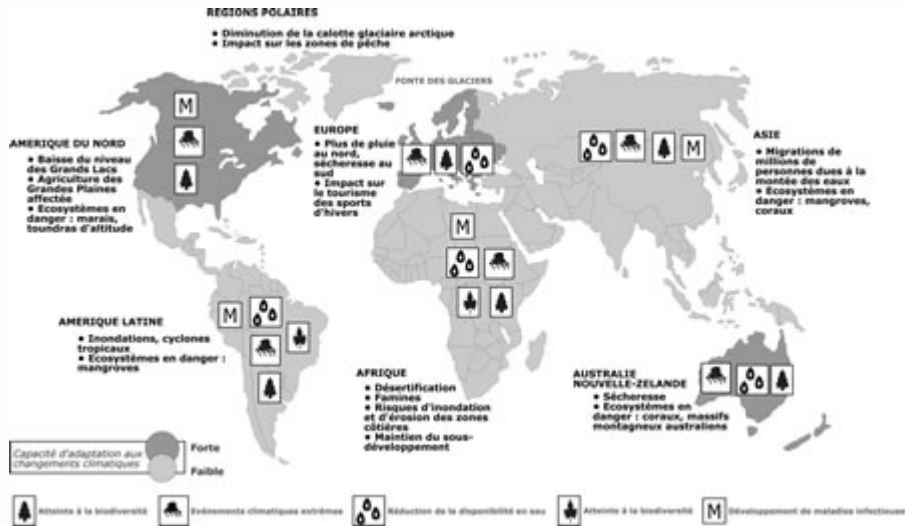 REGIONS POLAIRES
• Diminution de la calotte glaciaire arctique
• Impact sur les zones de pêche
FONTE DES GLACIERS
AMERIQUE DU NORD
• Baisse du niveau
des Grands Lacs
• Agriculture des
Grandes Plaines
affectée
• Ecosystèmes en
danger : marais,
toundras d'altitude
M
EUROPE
• Plus de pluie
au nord,
sécheresse au
sud
• Impact sur
le tourisme
des sports
d'hivers
M
ASIE
• Migrations de
millions de
personnes dues à la
montée des eaux
• Ecosystèmes en
danger : mangroves,
coraux
M
M
AMERIQUE LATINE
• Inondations, cyclones
tropicaux
• Ecosystèmes en danger :
mangroves
AFRIQUE
• Désertification
• Famines
• Risques d'inondation
et d'érosion des zones
côtières
• Maintien du sous-
développement
AUSTRALIE
NOUVELLE-ZELANDE
• Sécheresse
• Ecosystèmes en
danger : coraux, massifs
montagneux australiens
Capacité d'adaptation aux
changements climatiques
Forte
Faible
Atteinte à la biodiversité
Evénements climatiques extrêmes
Réduction de la disponibilité en eau
Atteinte à la biodiversité
M Développement de maladies infectieuse